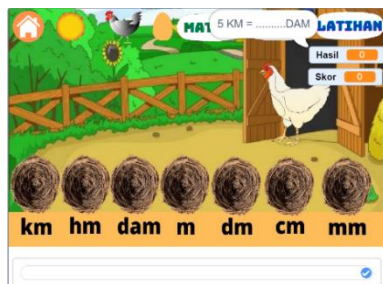 MAT
5 KM = ..........DAM
LATIHAN
Hasil 0
Skor 0
km hm dam m dm cm mm